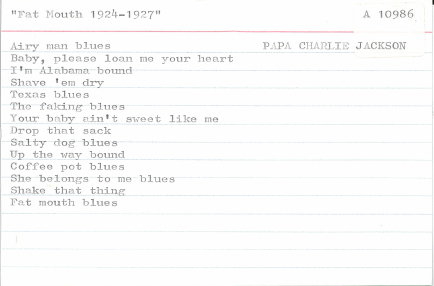 "Fat Mouth 1924-1927" A 10986
Airy man blues PAPA CHARLIE JACKSON
Baby, please loan me your heart
I'm Alabama bound
Shave 'em dry
Texas blues
The faking blues
Your baby ain't sweet like me
Drop that sack
Salty dog blues
Up the way bound
Coffee pot blues
She belongs to me blues
Shake that thing
Fat mouth blues